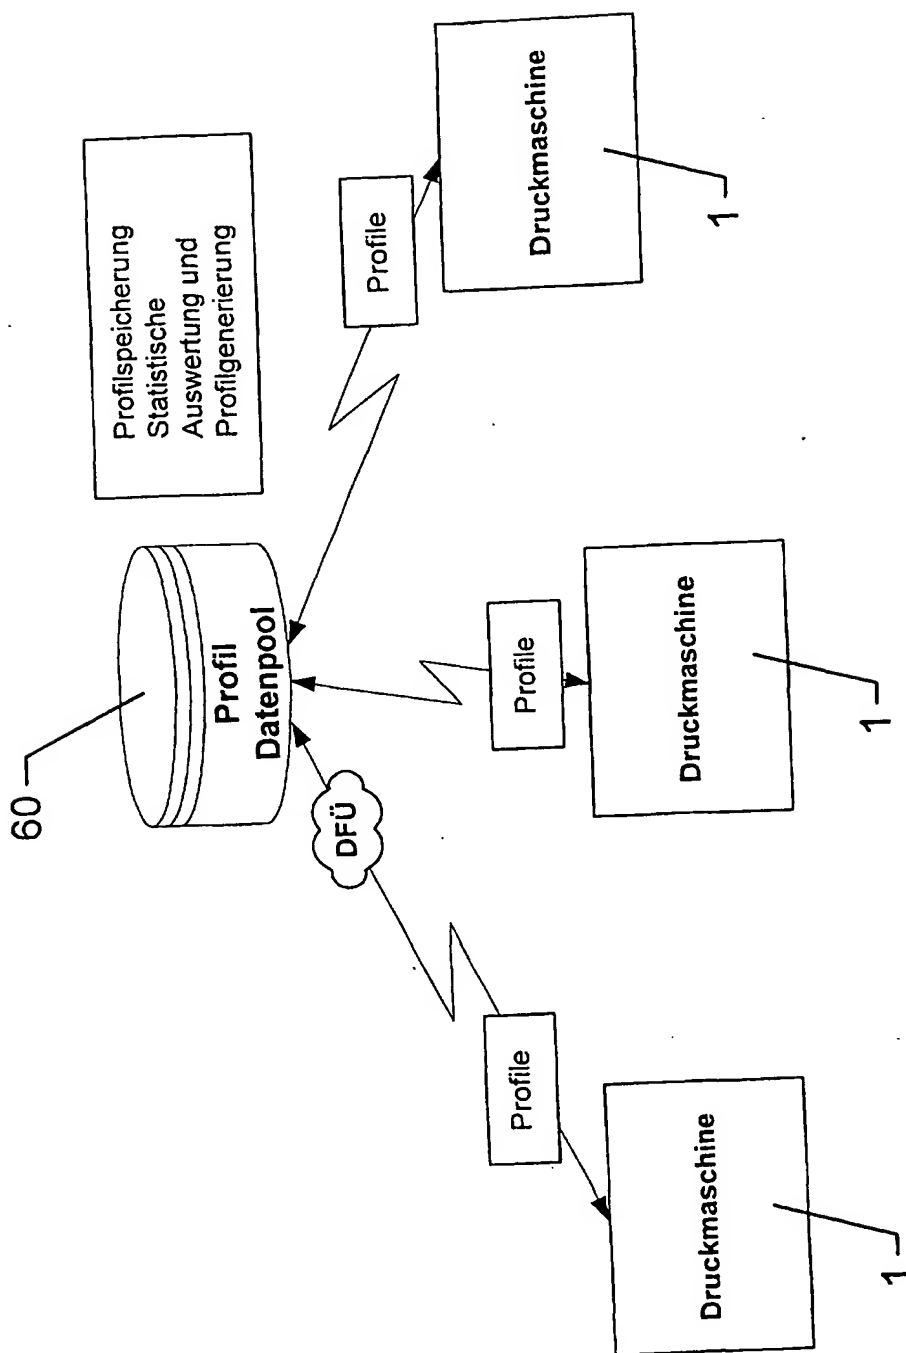 60
Profil
Datenpool
Profilspeicherung
Statistische
Auswertung und
Profilgenerierung
DFÜ
Profile
Profile
Profile
Druckmaschine
Druckmaschine
Druckmaschine
1
1
1